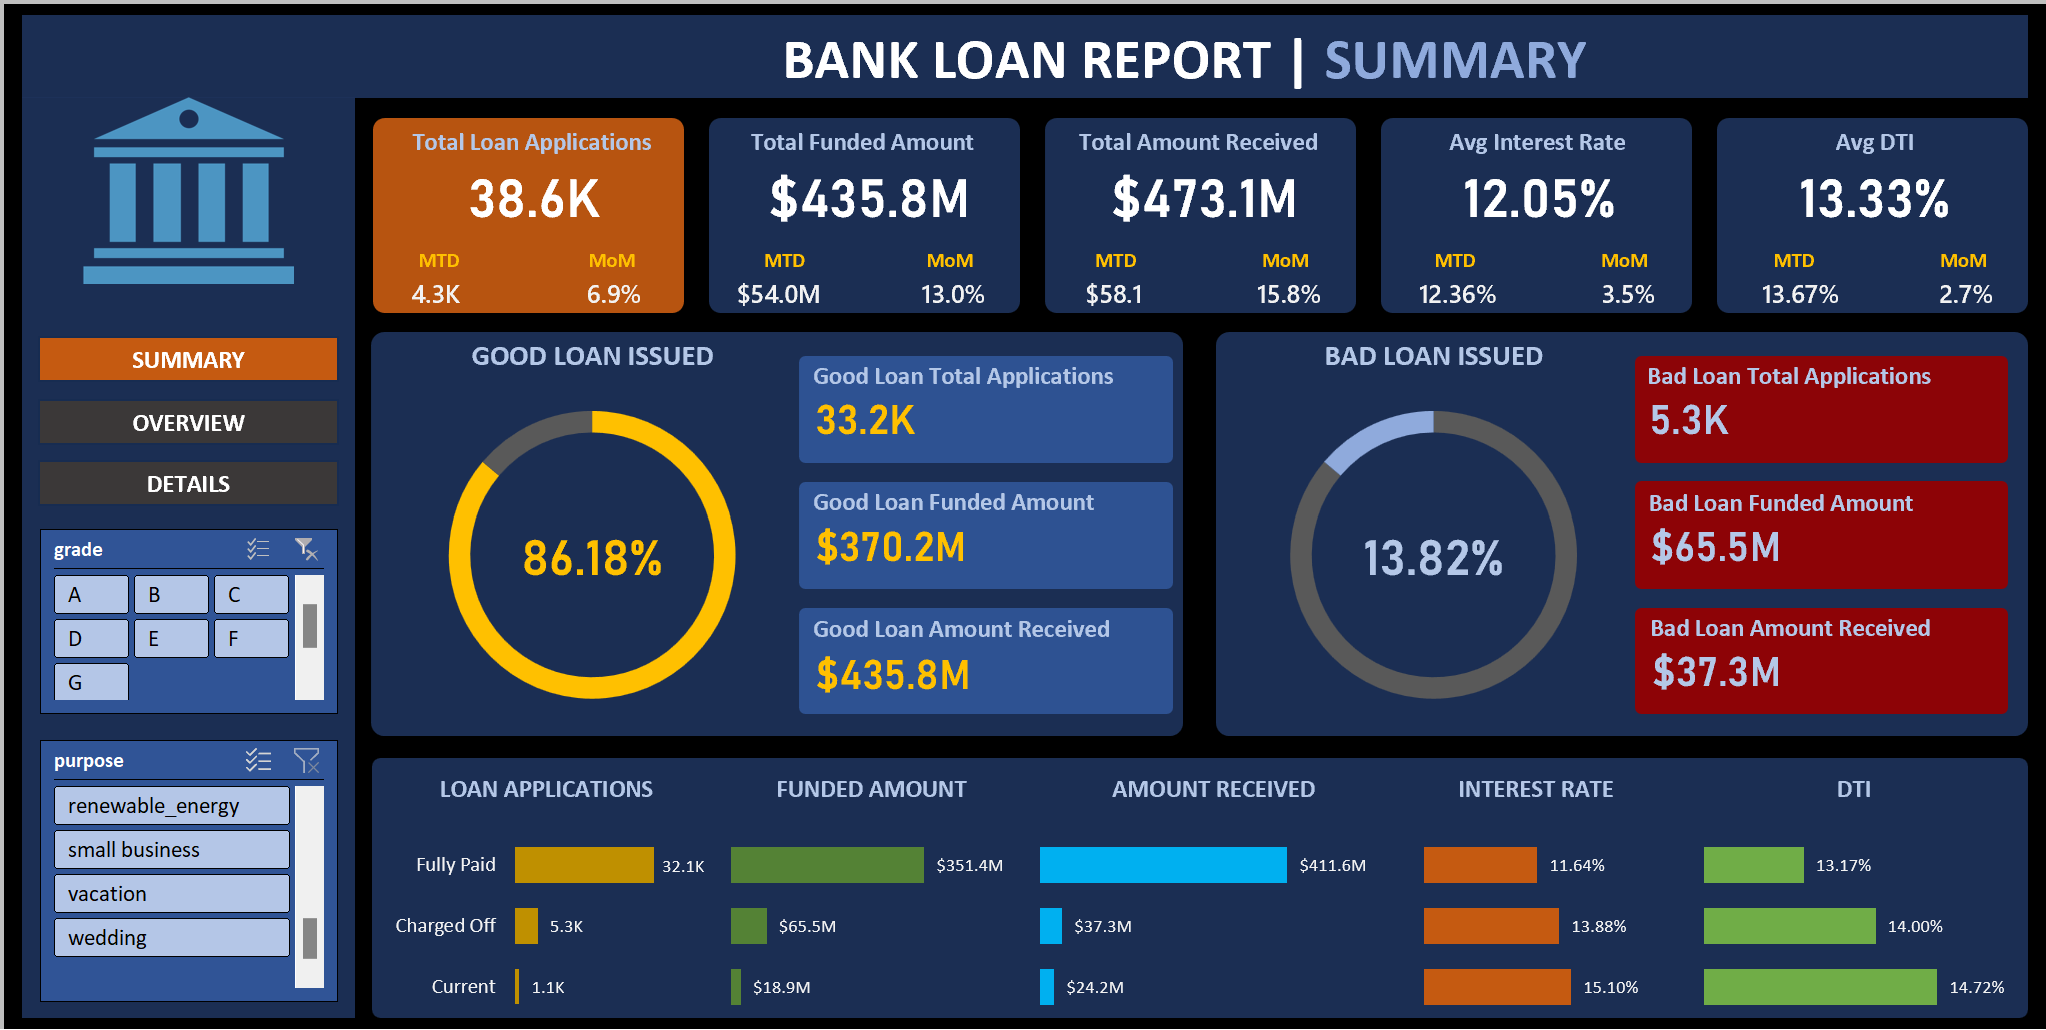 BANK LOAN REPORT | SUMMARY
Total Loan Applications
38.6K
MTD MoM
4.3K 6.9%
Total Funded Amount
$435.8M
MTD MoM
$54.0M 13.0%
Total Amount Received
$473.1M
MTD MoM
$58.1 15.8%
Avg Interest Rate
12.05%
MTD MoM
12.36% 3.5%
Avg DTI
13.33%
MTD MoM
13.67% 2.7%
SUMMARY
OVERVIEW
DETAILS
grade
A B C
D E F
G
purpose
renewable_energy
small business
vacation
wedding
GOOD LOAN ISSUED
86.18%
Good Loan Total Applications
33.2K
Good Loan Funded Amount
$370.2M
Good Loan Amount Received
$435.8M
BAD LOAN ISSUED
13.82%
Bad Loan Total Applications
5.3K
Bad Loan Funded Amount
$65.5M
Bad Loan Amount Received
$37.3M
LOAN APPLICATIONS FUNDED AMOUNT AMOUNT RECEIVED INTEREST RATE DTI
Fully Paid 32.1K $351.4M $411.6M 11.64% 13.17%
Charged Off 5.3K $65.5M $37.3M 13.88% 14.00%
Current 1.1K $18.9M $24.2M 15.10% 14.72%